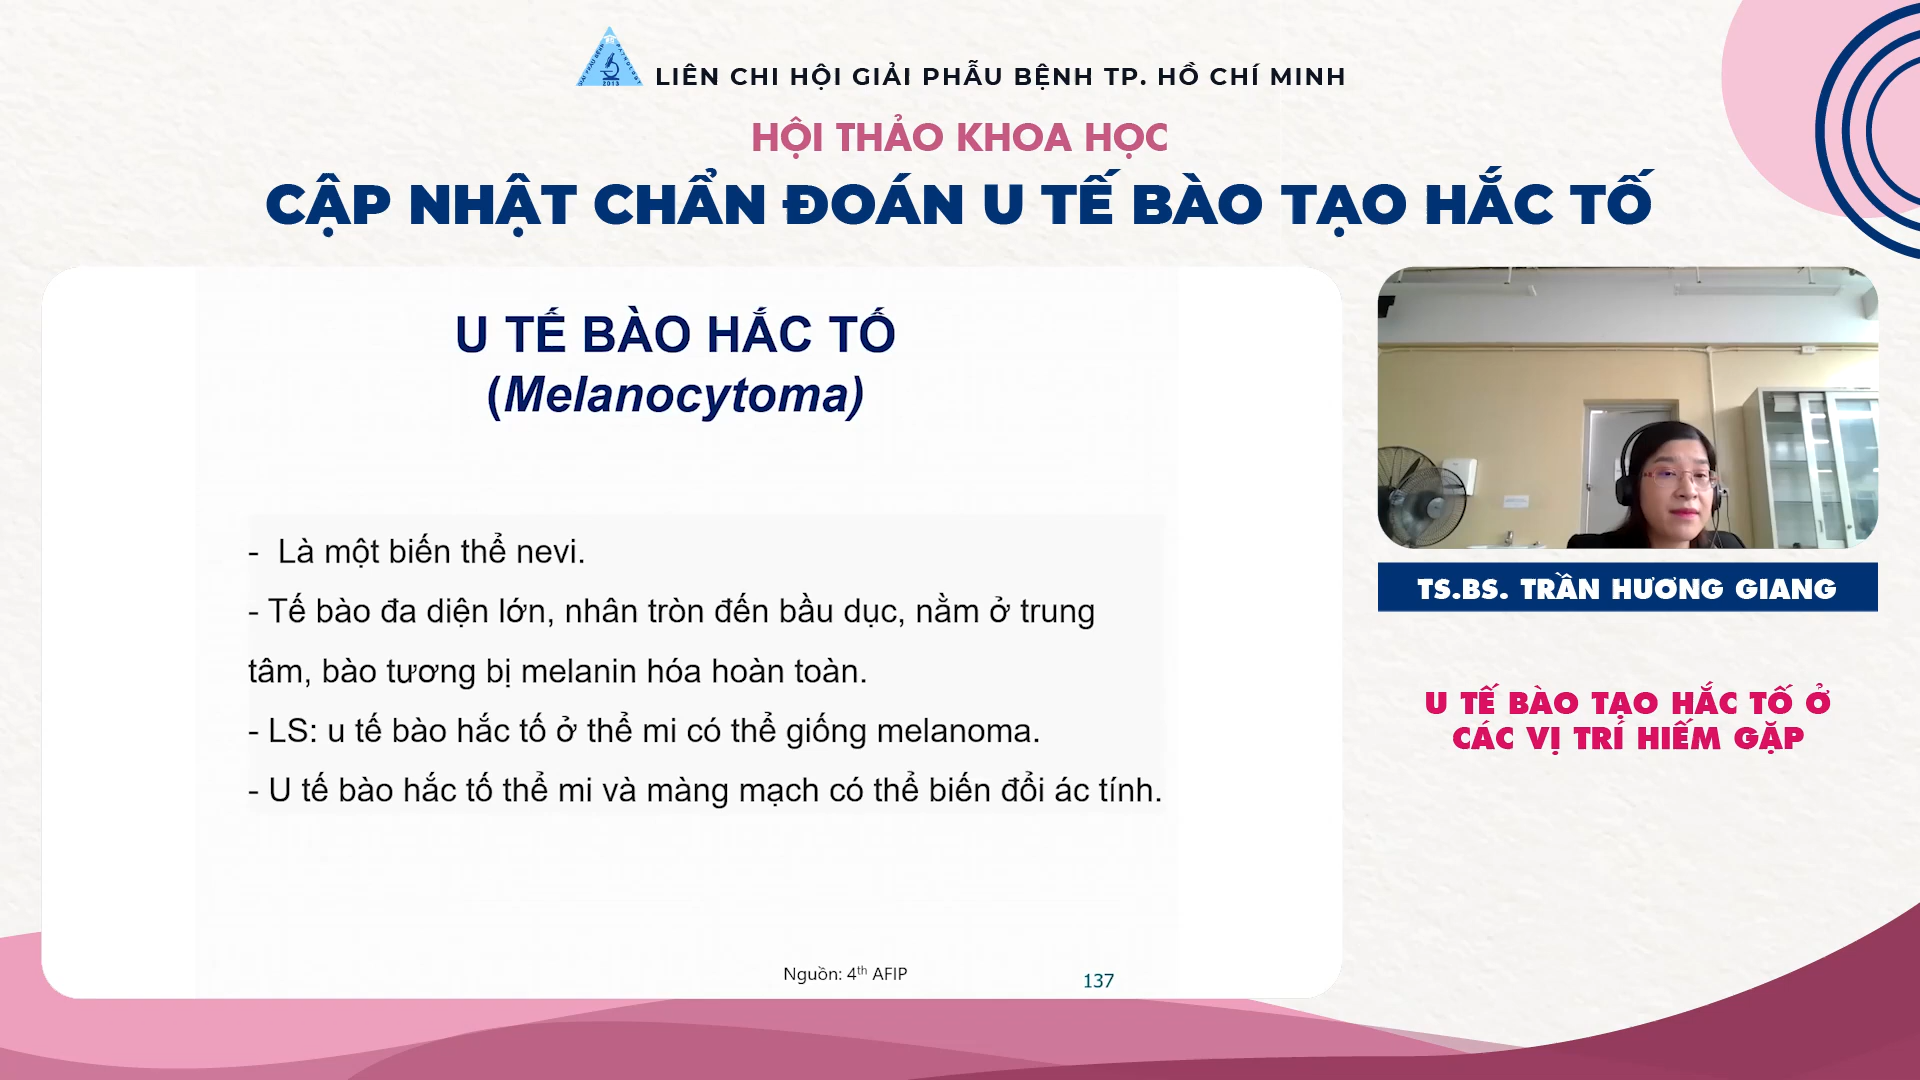 GIẢI PHẪU BỆNH
PATHOLOGY
2013
LIÊN CHI HỘI GIẢI PHẪU BỆNH TP. HỒ CHÍ MINH
HỘI THẢO KHOA HỌC
CẬP NHẬT CHẨN ĐOÁN U TẾ BÀO TẠO HẮC TỐ
U TẾ BÀO HẮC TỐ
(Melanocytoma)
- Là một biến thể nevi.
- Tế bào đa diện lớn, nhân tròn đến bầu dục, nằm ở trung
tâm, bào tương bị melanin hóa hoàn toàn.
- LS: u tế bào hắc tố ở thể mi có thể giống melanoma.
- U tế bào hắc tố thể mi và màng mạch có thể biến đổi ác tính.
Nguồn: 4th AFIP
137
TS.BS. TRẦN HƯƠNG GIANG
U TẾ BÀO TẠO HẮC TỐ Ở
CÁC VỊ TRÍ HIẾM GẶP